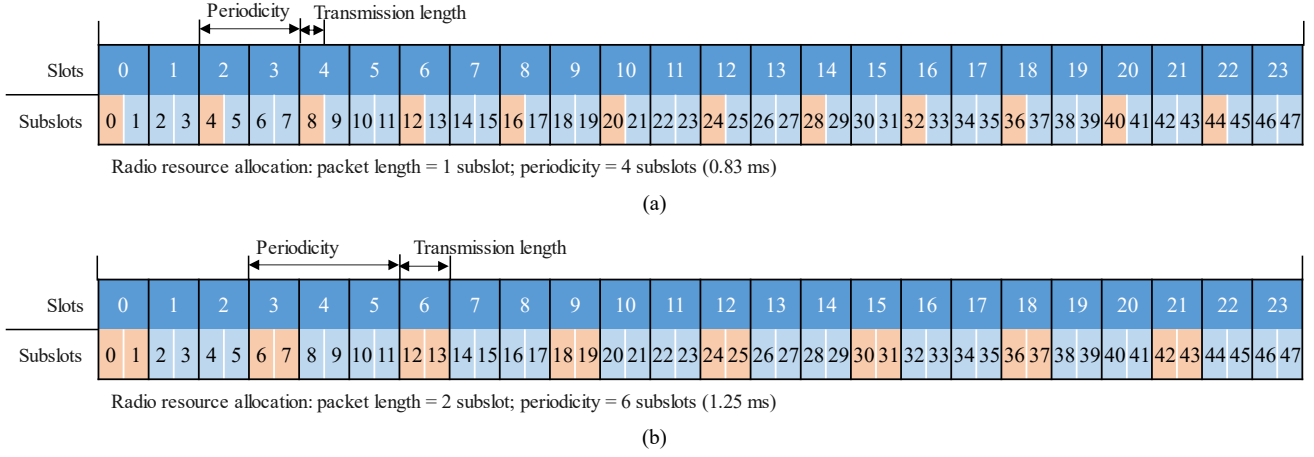 Periodicity Transmission length
Slots 0 1 2 3 4 5 6 7 8 9 10 11 12 13 14 15 16 17 18 19 20 21 22 23
Subslots 0 1 2 3 4 5 6 7 8 9 10 11 12 13 14 15 16 17 18 19 20 21 22 23 24 25 26 27 28 29 30 31 32 33 34 35 36 37 38 39 40 41 42 43 44 45 46 47
Radio resource allocation: packet length = 1 subslot; periodicity = 4 subslots (0.83 ms)
(a)
Periodicity Transmission length
Slots 0 1 2 3 4 5 6 7 8 9 10 11 12 13 14 15 16 17 18 19 20 21 22 23
Subslots 0 1 2 3 4 5 6 7 8 9 10 11 12 13 14 15 16 17 18 19 20 21 22 23 24 25 26 27 28 29 30 31 32 33 34 35 36 37 38 39 40 41 42 43 44 45 46 47
Radio resource allocation: packet length = 2 subslot; periodicity = 6 subslots (1.25 ms)
(b)